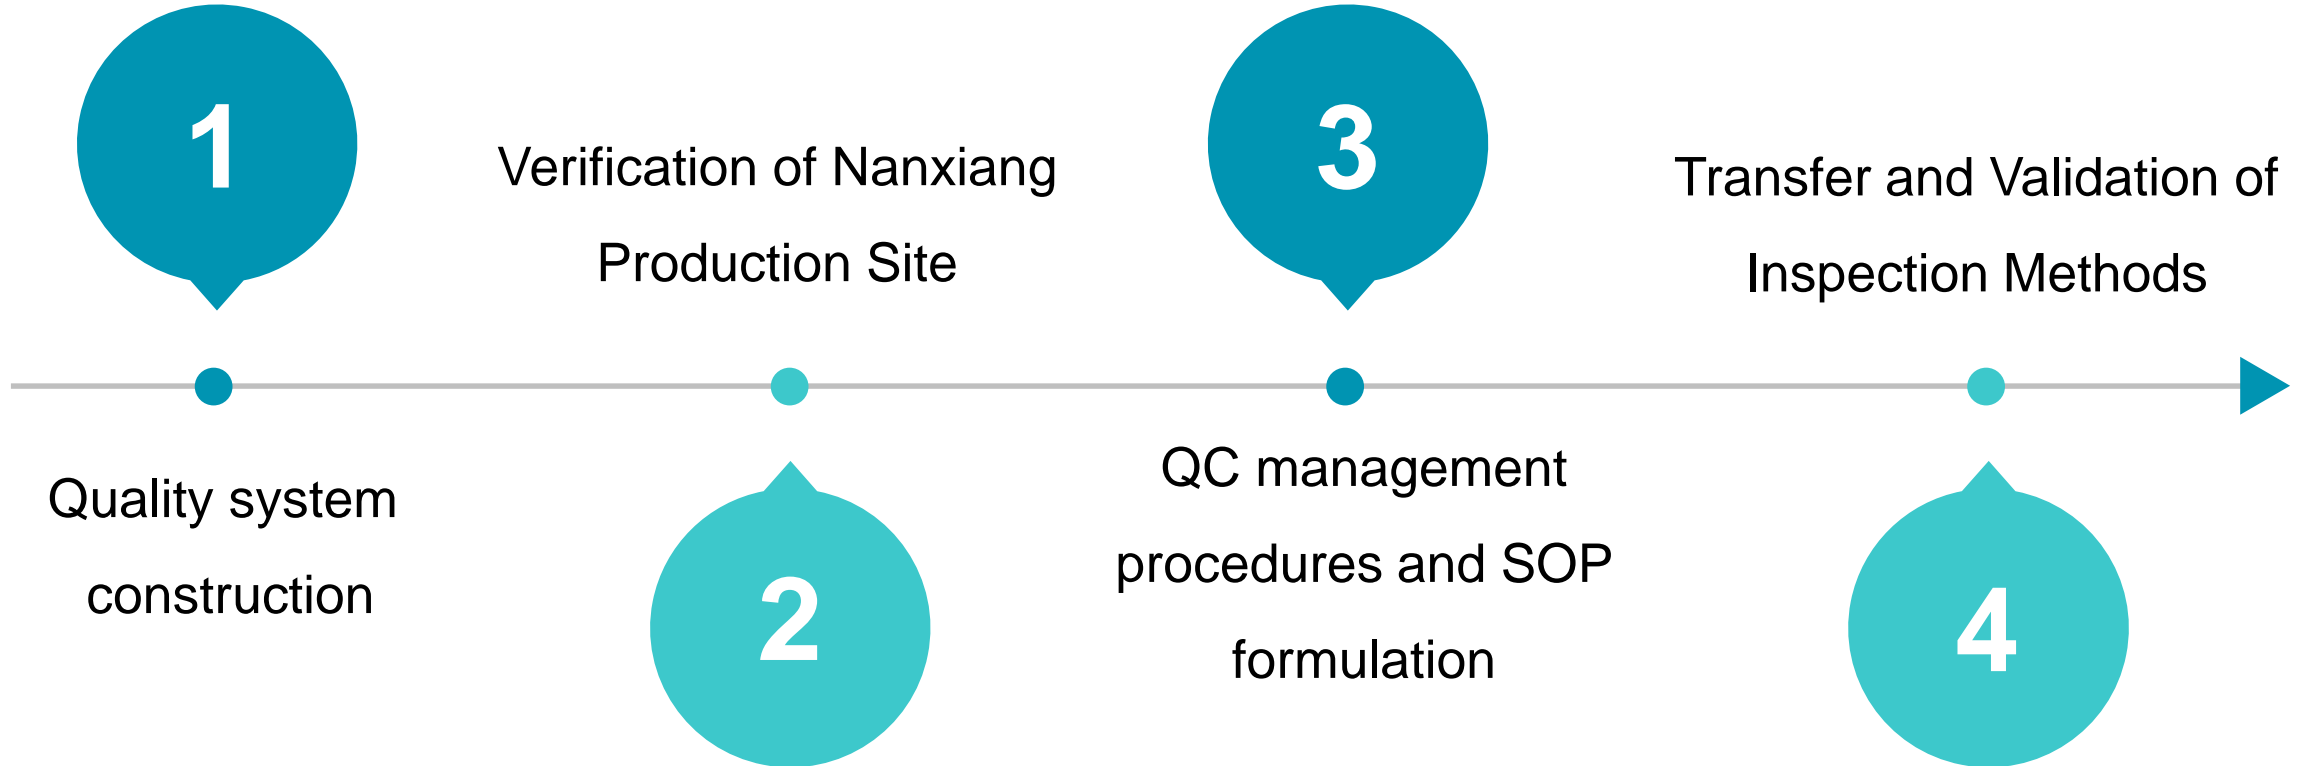 1
Quality system
construction
Verification of Nanxiang
Production Site
2
3
QC management
procedures and SOP
formulation
Transfer and Validation of
Inspection Methods
4